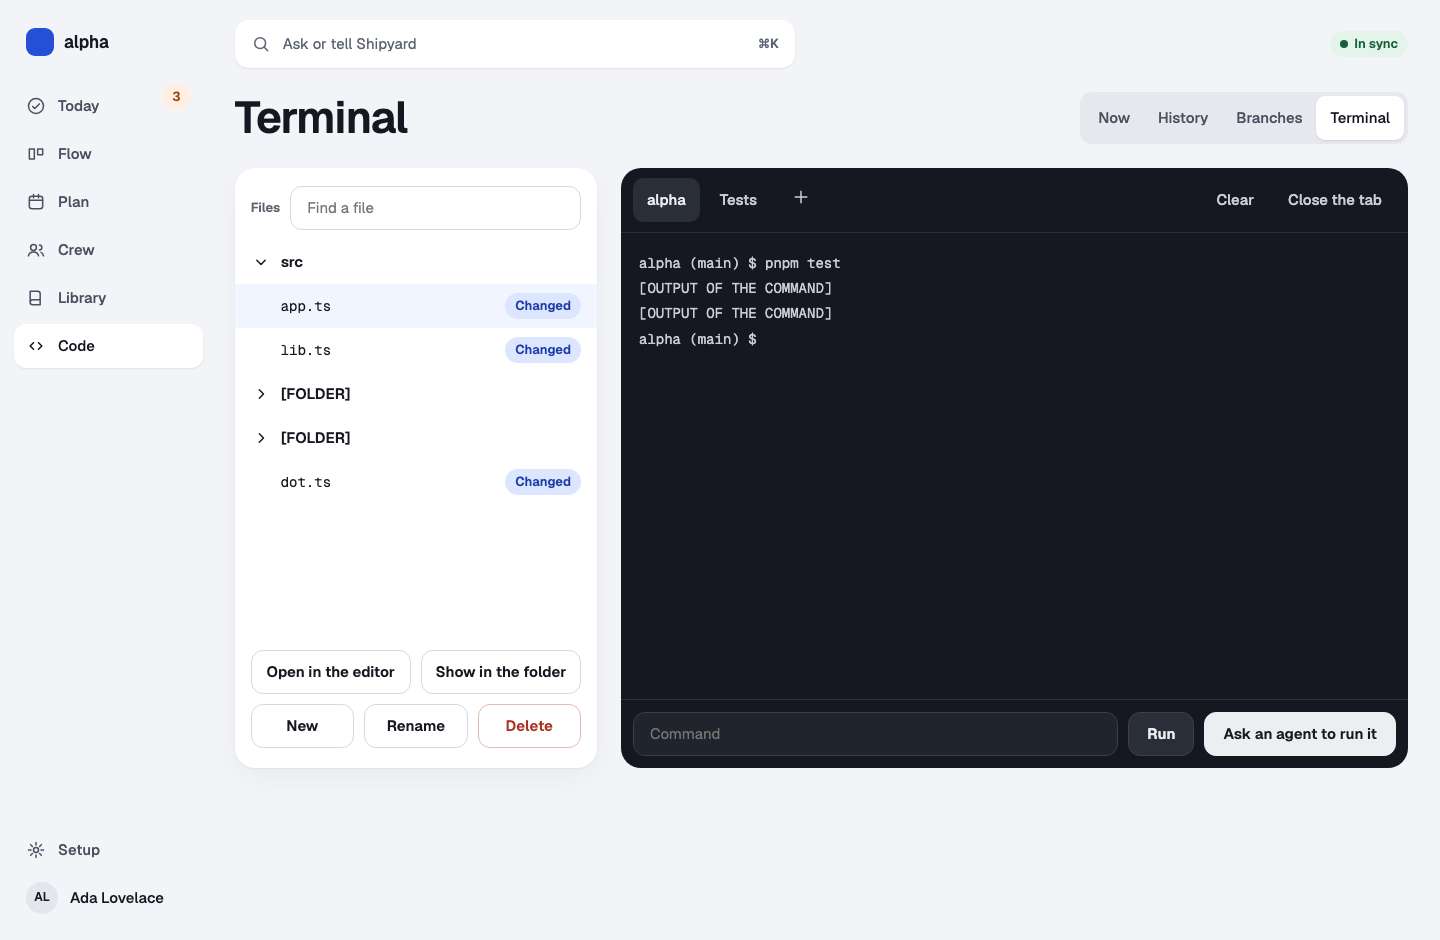 alpha
Ask or tell Shipyard
⌘K
In sync
Today
3
Flow
Plan
Crew
Library
Code
Setup
AL
Ada Lovelace
Terminal
Now
History
Branches
Terminal
Files
Find a file
src
app.ts
Changed
lib.ts
Changed
[FOLDER]
[FOLDER]
dot.ts
Changed
Open in the editor
Show in the folder
New
Rename
Delete
alpha
Tests
Clear
Close the tab
alpha (main) $ pnpm test
[OUTPUT OF THE COMMAND]
[OUTPUT OF THE COMMAND]
alpha (main) $
Command
Run
Ask an agent to run it